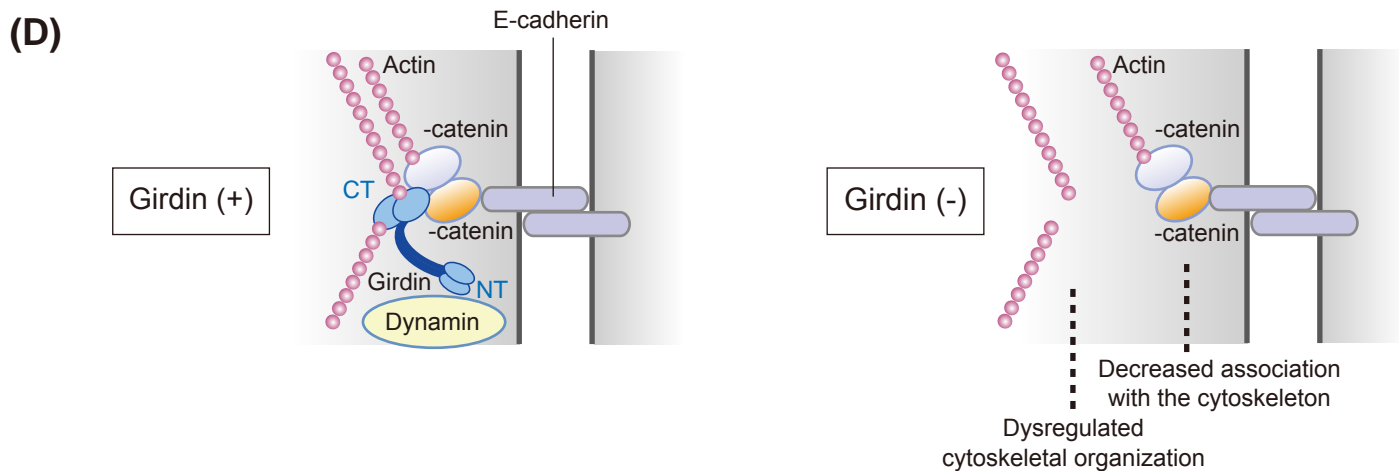 (D)
E-cadherin
Actin
-catenin
Girdin (+)
CT
-catenin
Girdin
NT
Dynamin
Actin
-catenin
Girdin (-)
-catenin
Decreased association
with the cytoskeleton
Dysregulated
cytoskeletal organization